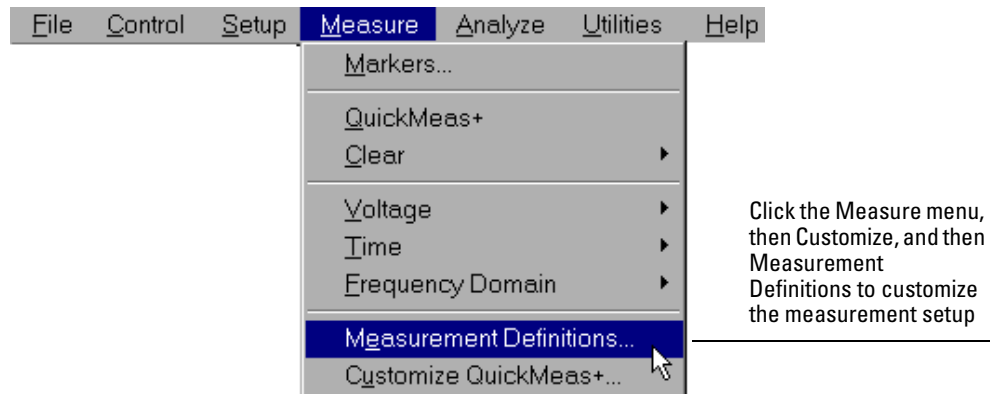 File Control Setup Measure Analyze Utilities Help
Markers...
QuickMeas+
Clear
Voltage
Time
Frequency Domain
Measurement Definitions...
Customize QuickMeas+...
Click the Measure menu,
then Customize, and then
Measurement
Definitions to customize
the measurement setup